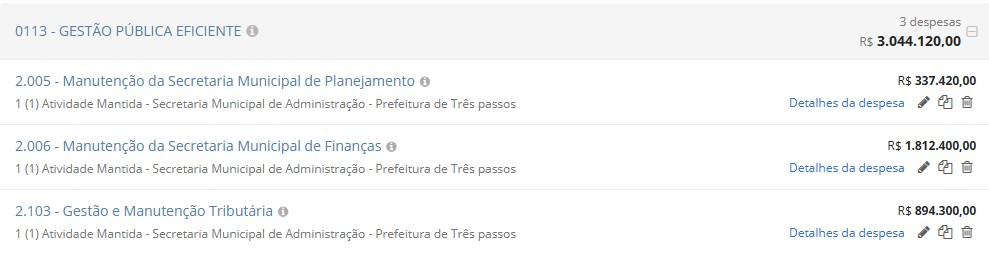 3 despesas
0113 - GESTÃO PÚBLICA EFICIENTE
R$ 3.044.120,00
2.005 - Manutenção da Secretaria Municipal de Planejamento R$ 337.420,00
1 (1) Atividade Mantida - Secretaria Municipal de Administração - Prefeitura de Três passos Detalhes da despesa
2.006 - Manutenção da Secretaria Municipal de Finanças R$ 1.812.400,00
1 (1) Atividade Mantida - Secretaria Municipal de Administração - Prefeitura de Três passos Detalhes da despesa
2.103 - Gestão e Manutenção Tributária R$ 894.300,00
1 (1) Atividade Mantida - Secretaria Municipal de Administração - Prefeitura de Três passos Detalhes da despesa